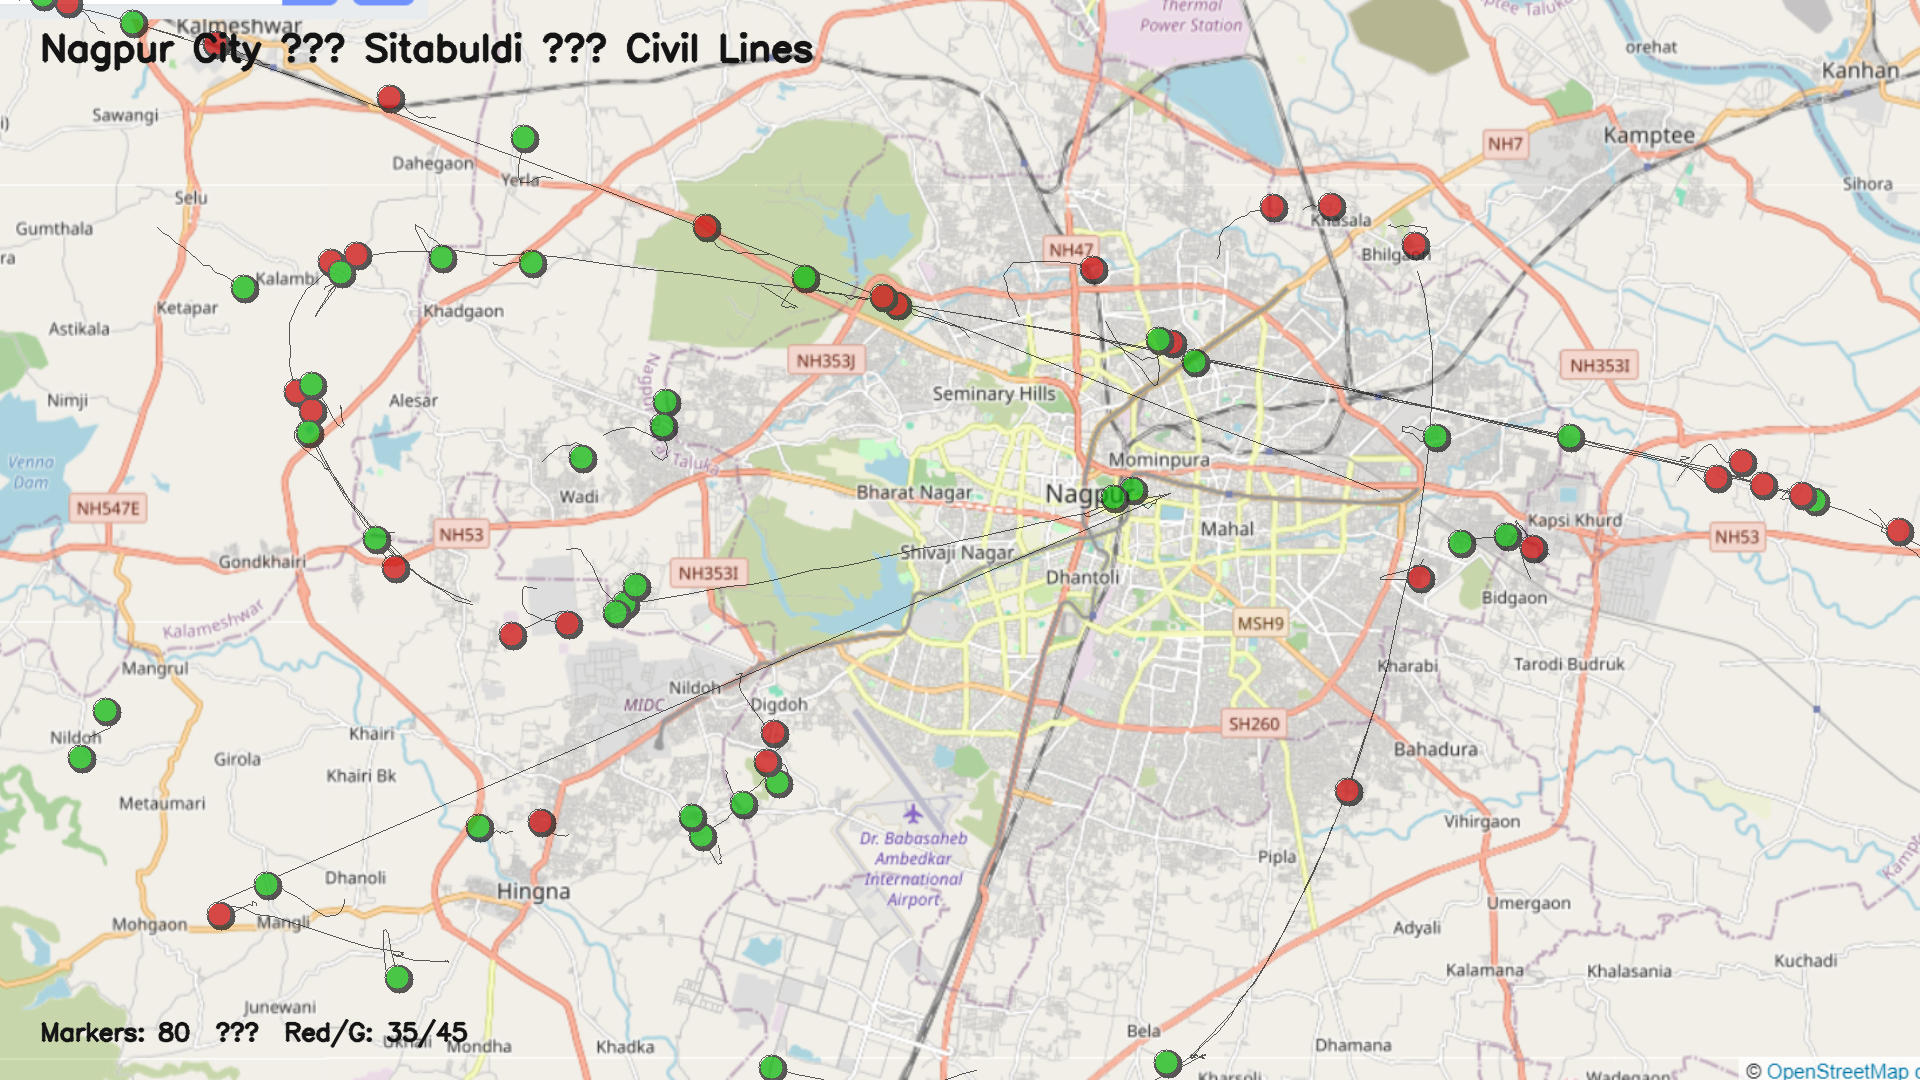 Nagpur City ??? Sitabuldi ??? Civil Lines
Kalmeshwar
Thermal
Power Station
orehat
Kanhan
Sawangi
NH7
Kamptee
Dahegaon
Yerla
Sihora
Selu
Gumthala
Khasala
NH47
Bhilgaon
ra
Kalambi
Ketapar
Khadgaon
Astikala
NH353J
NH353I
Seminary Hills
Nimji
Alesar
Mominpura
Taluka
Venna
Dam
Wadi
Bharat Nagar
Nagpur
NH547E
Mahal
Kapsi Khurd
NH53
NH53
Gondkhairi
Shivaji Nagar
NH353I
Dhantoli
Bidgaon
Kalameshwar
MSH9
Mangrul
Kharabi
Tarodi Budruk
Nildoh
MIDC
Digdoh
SH260
Nildoh
Khairi
Bahadura
Girola
Khairi Bk
Metaumari
Vihirgaon
Dr. Babasaheb
Ambedkar
International
Airport
Pipla
Dhanoli
Hingna
Umergaon
Mohgaon
Mangli
Adyali
Kalamana
Khalasania
Kuchadi
Junewani
Markers: 80 ??? Red/G: 35/45
Bela
Mondha
Khadka
Dhamana
Kharsoli
Wadegaon
© OpenStreetMap c